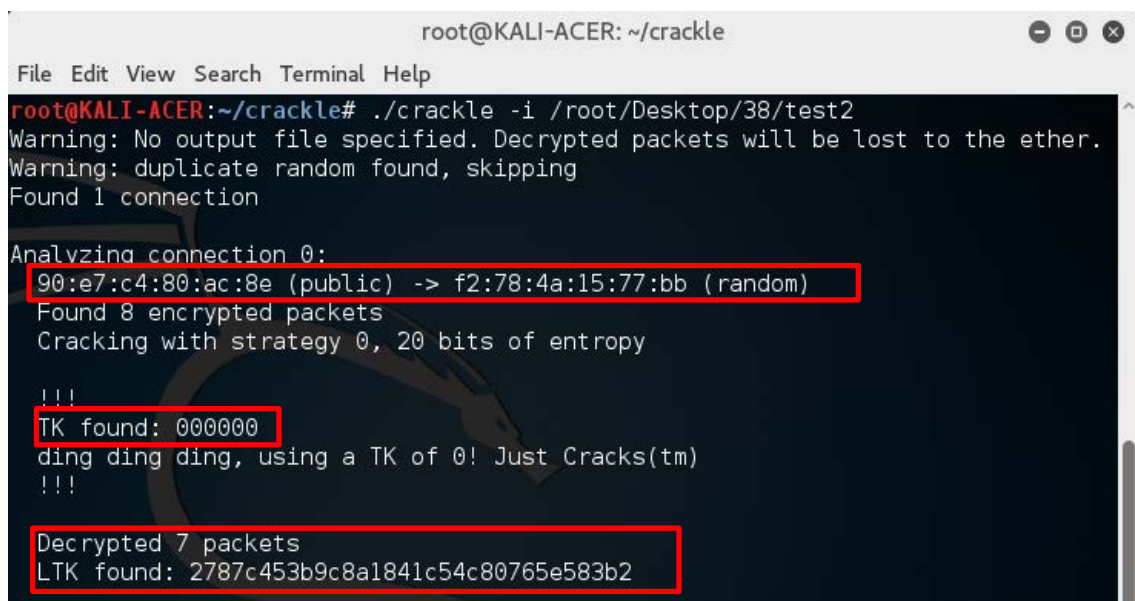 root@KALI-ACER: ~/crackle
File Edit View Search Terminal Help
root@KALI-ACER:~/crackle# ./crackle -i /root/Desktop/38/test2
Warning: No output file specified. Decrypted packets will be lost to the ether.
Warning: duplicate random found, skipping
Found 1 connection
Analyzing connection 0:
90:e7:c4:80:ac:8e (public) -> f2:78:4a:15:77:bb (random)
Found 8 encrypted packets
Cracking with strategy 0, 20 bits of entropy
!!!
TK found: 000000
ding ding ding, using a TK of 0! Just Cracks(tm)
!!!
Decrypted 7 packets
LTK found: 2787c453b9c8a1841c54c80765e583b2